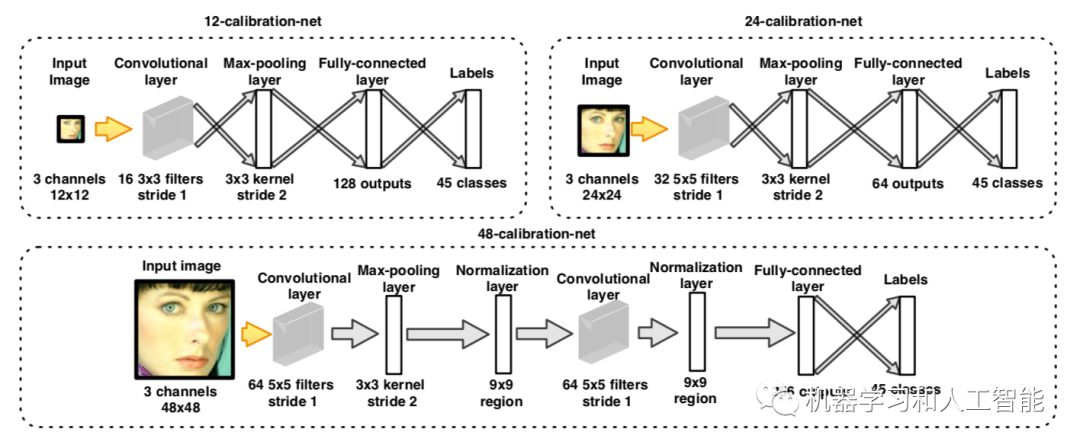 12-calibration-net
Input Image
Convolutional layer
Max-pooling layer
Fully-connected layer
Labels
3 channels
12x12
16 3x3 filters
stride 1
3x3 kernel
stride 2
128 outputs
45 classes
24-calibration-net
Input Image
Convolutional layer
Max-pooling layer
Fully-connected layer
Labels
3 channels
24x24
32 5x5 filters
stride 1
3x3 kernel
stride 2
64 outputs
45 classes
48-calibration-net
Input image
Convolutional layer
Max-pooling layer
Normalization layer
Convolutional layer
Normalization layer
Fully-connected layer
Labels
3 channels
48x48
64 5x5 filters
stride 1
3x3 kernel
stride 2
9x9
region
64 5x5 filters
stride 1
9x9
region
outputs
45 classes
机器学习和人工智能